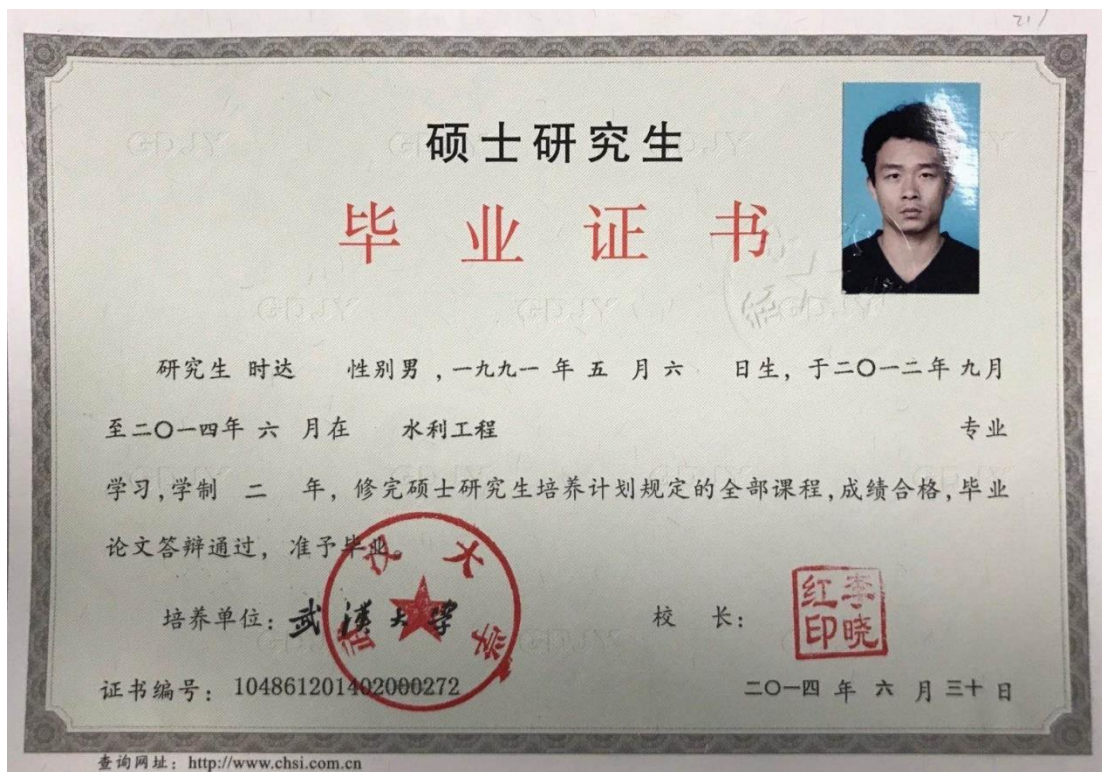 21
硕士研究生
毕业证书
研究生 时达 性别男 ,一九九一 年 五 月 六 日生, 于二〇一二年 九月
至二〇一四年 六 月在 水利工程 专业
学习,学制 二 年, 修完硕士研究生培养计划规定的全部课程,成绩合格,毕业
论文答辩通过, 准予毕业。
培养单位: 武漢大学 校 长: 李晓红印
武汉大学
证书编号: 104861201402000272 二〇一四 年 六 月 三十 日
查询网址: http://www.chsi.com.cn
GDJY